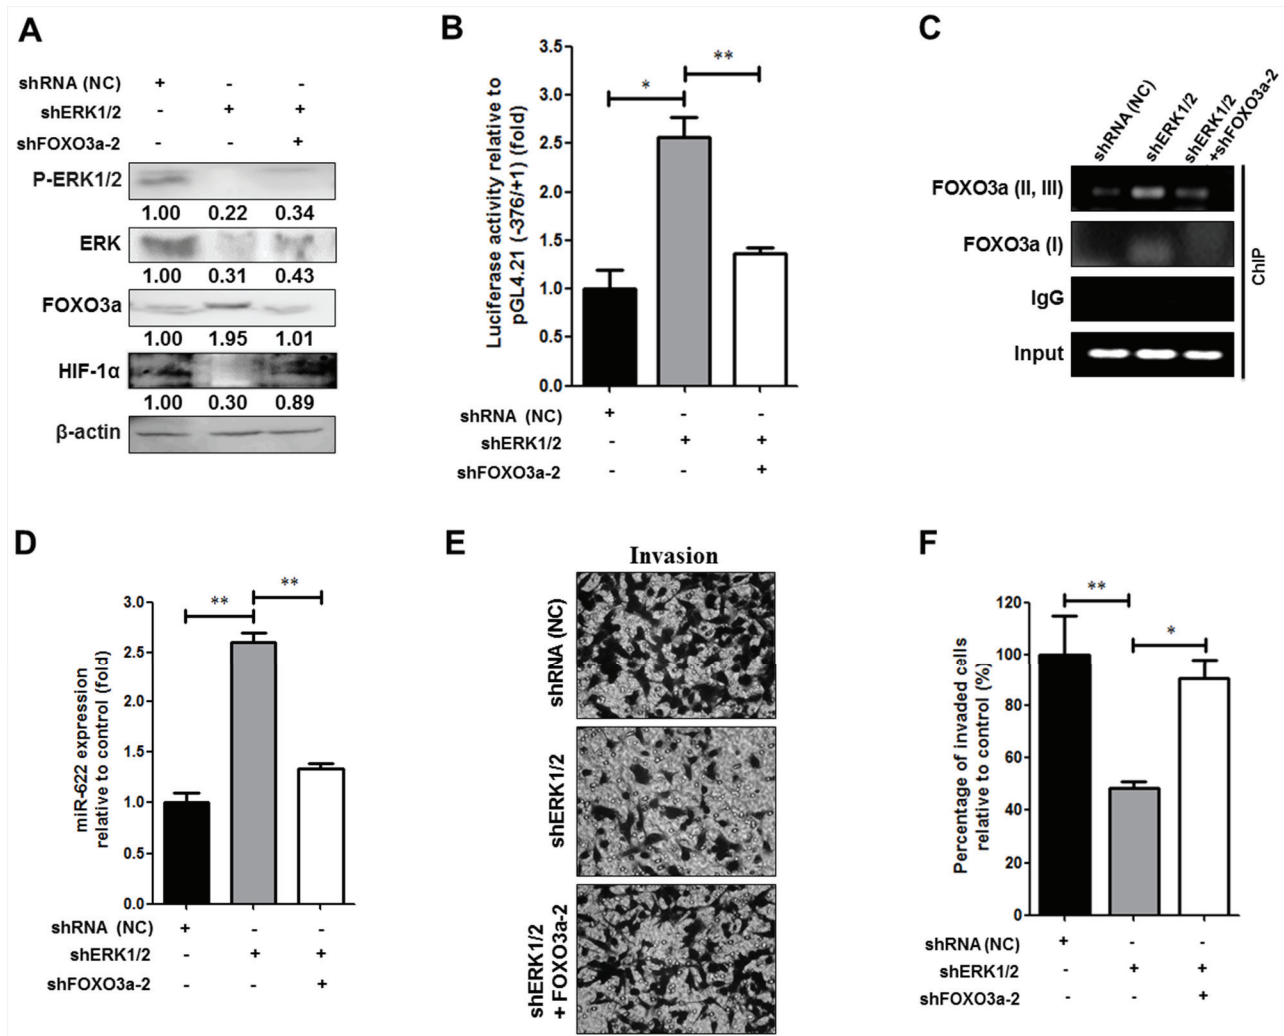 A
shRNA (NC) + - -
shERK1/2 - + +
shFOXO3a-2 - - +
P-ERK1/2
1.00 0.22 0.34
ERK
1.00 0.31 0.43
FOXO3a
1.00 1.95 1.01
HIF-1α
1.00 0.30 0.89
β-actin
B
Luciferase activity relative to
pGL4.21 (-376/+1) (fold)
3.5
3.0
2.5
2.0
1.5
1.0
0.5
0.0
*
**
shRNA (NC) + - -
shERK1/2 - + +
shFOXO3a-2 - - +
C
shRNA (NC)
shERK1/2
shERK1/2
+shFOXO3a-2
FOXO3a (II, III)
FOXO3a (I)
IgG
Input
ChIP
D
miR-622 expression
relative to control (fold)
3.0
2.5
2.0
1.5
1.0
0.5
0.0
**
**
shRNA (NC) + - -
shERK1/2 - + +
shFOXO3a-2 - - +
E
Invasion
shRNA (NC)
shERK1/2
shERK1/2
+ FOXO3a-2
F
Percentage of invaded cells
relative to control (%)
120
100
80
60
40
20
0
**
*
shRNA (NC) + - -
shERK1/2 - + +
shFOXO3a-2 - - +